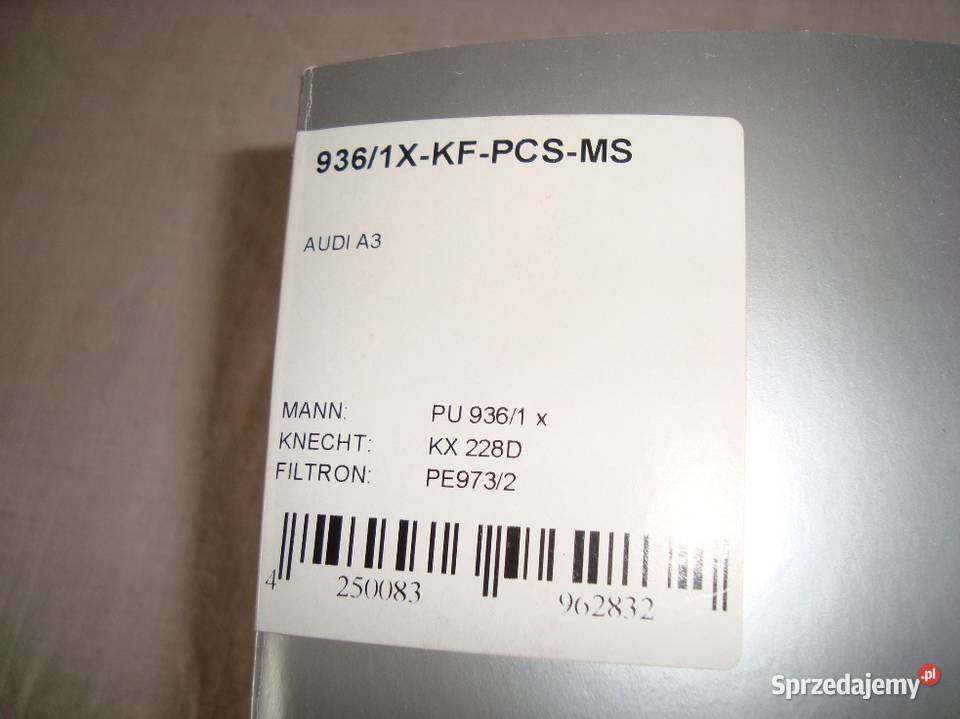 936/1X-KF-PCS-MS
AUDI A3
MANN: PU 936/1 x
KNECHT: KX 228D
FILTRON: PE973/2
4 250083 962832
Sprzedajemy.pl